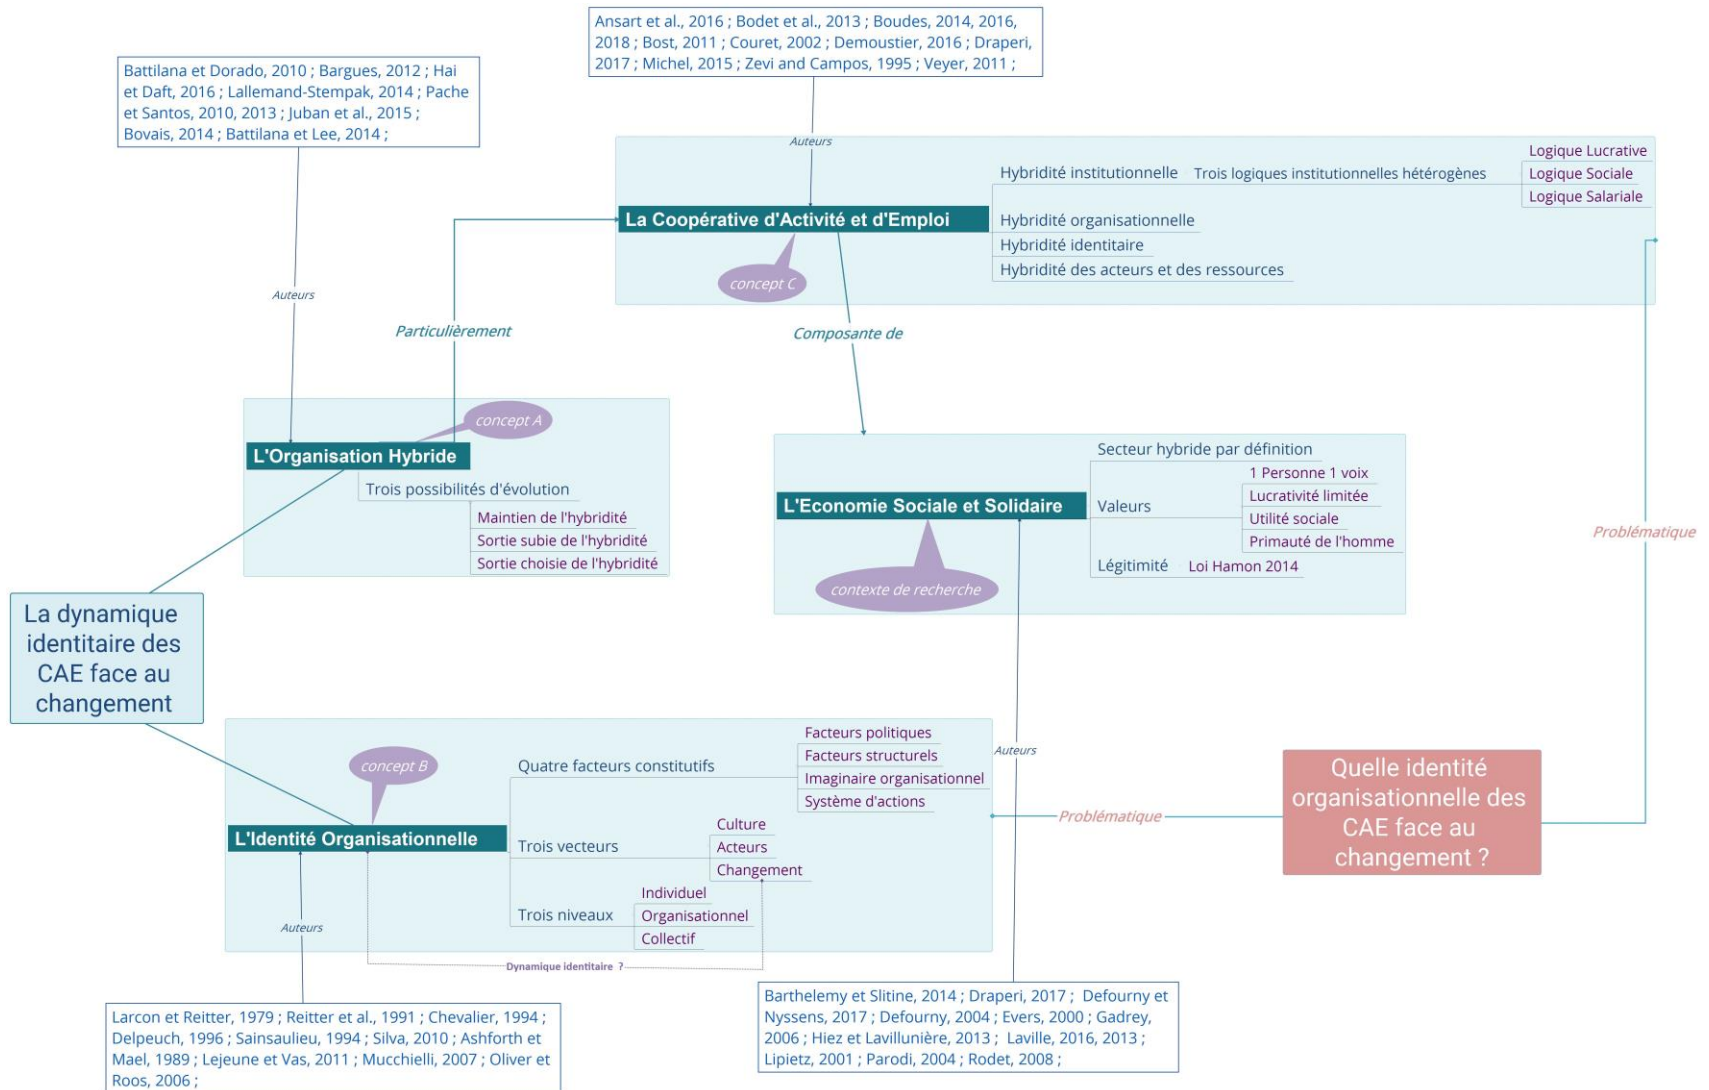 Ansart et al., 2016 ; Bodet et al., 2013 ; Boudes, 2014, 2016,
2018 ; Bost, 2011 ; Couret, 2002 ; Demoustier, 2016 ; Draperi,
2017 ; Michel, 2015 ; Zevi and Campos, 1995 ; Veyer, 2011 ;
Battilana et Dorado, 2010 ; Bargues, 2012 ; Hai
et Daft, 2016 ; Lallemand-Stempak, 2014 ; Pache
et Santos, 2010, 2013 ; Juban et al., 2015 ;
Bovais, 2014 ; Battilana et Lee, 2014 ;
Auteurs
La Coopérative d'Activité et d'Emploi
concept C
Hybridité institutionnelle
Trois logiques institutionnelles hétérogènes
Logique Lucrative
Logique Sociale
Logique Salariale
Hybridité organisationnelle
Hybridité identitaire
Hybridité des acteurs et des ressources
Auteurs
Particulièrement
Composante de
concept A
L'Organisation Hybride
Trois possibilités d'évolution
Maintien de l'hybridité
Sortie subie de l'hybridité
Sortie choisie de l'hybridité
L'Economie Sociale et Solidaire
contexte de recherche
Secteur hybride par définition
Valeurs
1 Personne 1 voix
Lucrativité limitée
Utilité sociale
Primauté de l'homme
Légitimité
Loi Hamon 2014
Problématique
La dynamique
identitaire des
CAE face au
changement
concept B
L'Identité Organisationnelle
Quatre facteurs constitutifs
Facteurs politiques
Facteurs structurels
Imaginaire organisationnel
Système d'actions
Trois vecteurs
Culture
Acteurs
Changement
Trois niveaux
Individuel
Organisationnel
Collectif
Dynamique identitaire ?
Auteurs
Auteurs
Problématique
Quelle identité
organisationnelle des
CAE face au
changement ?
Larcon et Reitter, 1979 ; Reitter et al., 1991 ; Chevalier, 1994 ;
Delpeuch, 1996 ; Sainsaulieu, 1994 ; Silva, 2010 ; Ashforth et
Mael, 1989 ; Lejeune et Vas, 2011 ; Mucchielli, 2007 ; Oliver et
Roos, 2006 ;
Barthelemy et Slitine, 2014 ; Draperi, 2017 ; Defourny et
Nyssens, 2017 ; Defourny, 2004 ; Evers, 2000 ; Gadrey,
2006 ; Hiez et Lavillunière, 2013 ; Laville, 2016, 2013 ;
Lipietz, 2001 ; Parodi, 2004 ; Rodet, 2008 ;